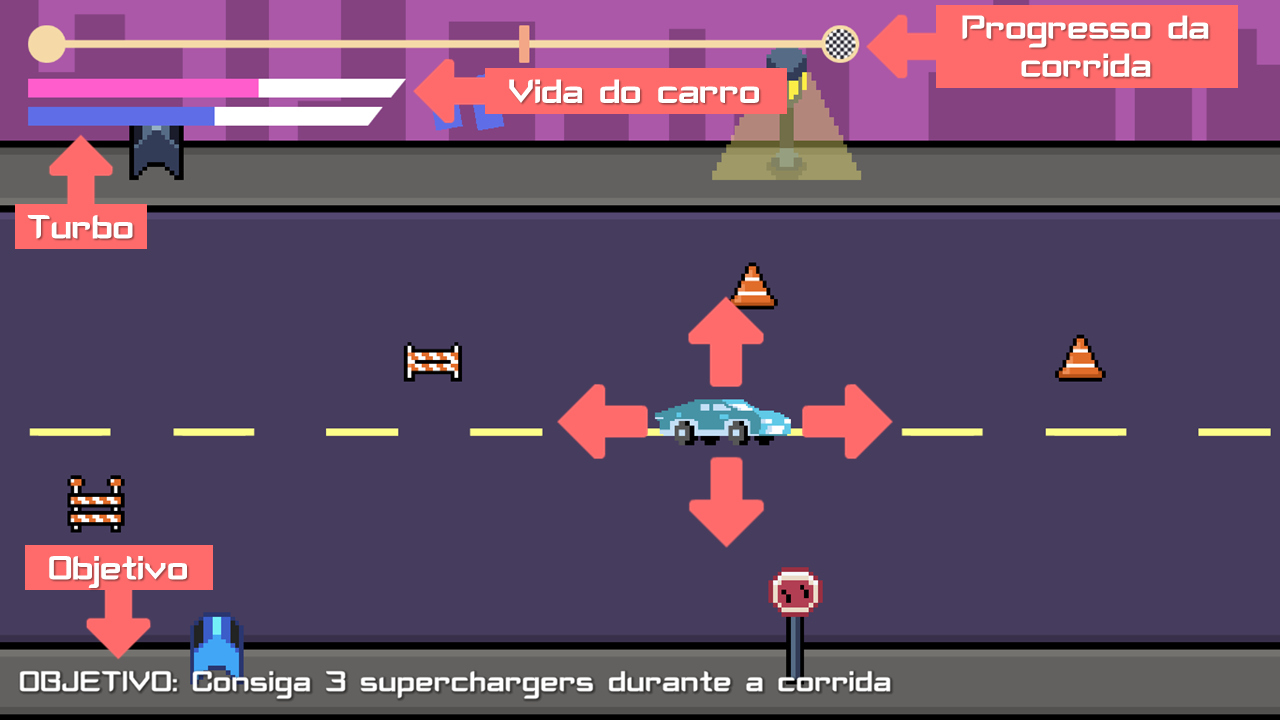 Progresso da
corrida
Vida do carro
Turbo
Objetivo
OBJETIVO: Consiga 3 superchargers durante a corrida